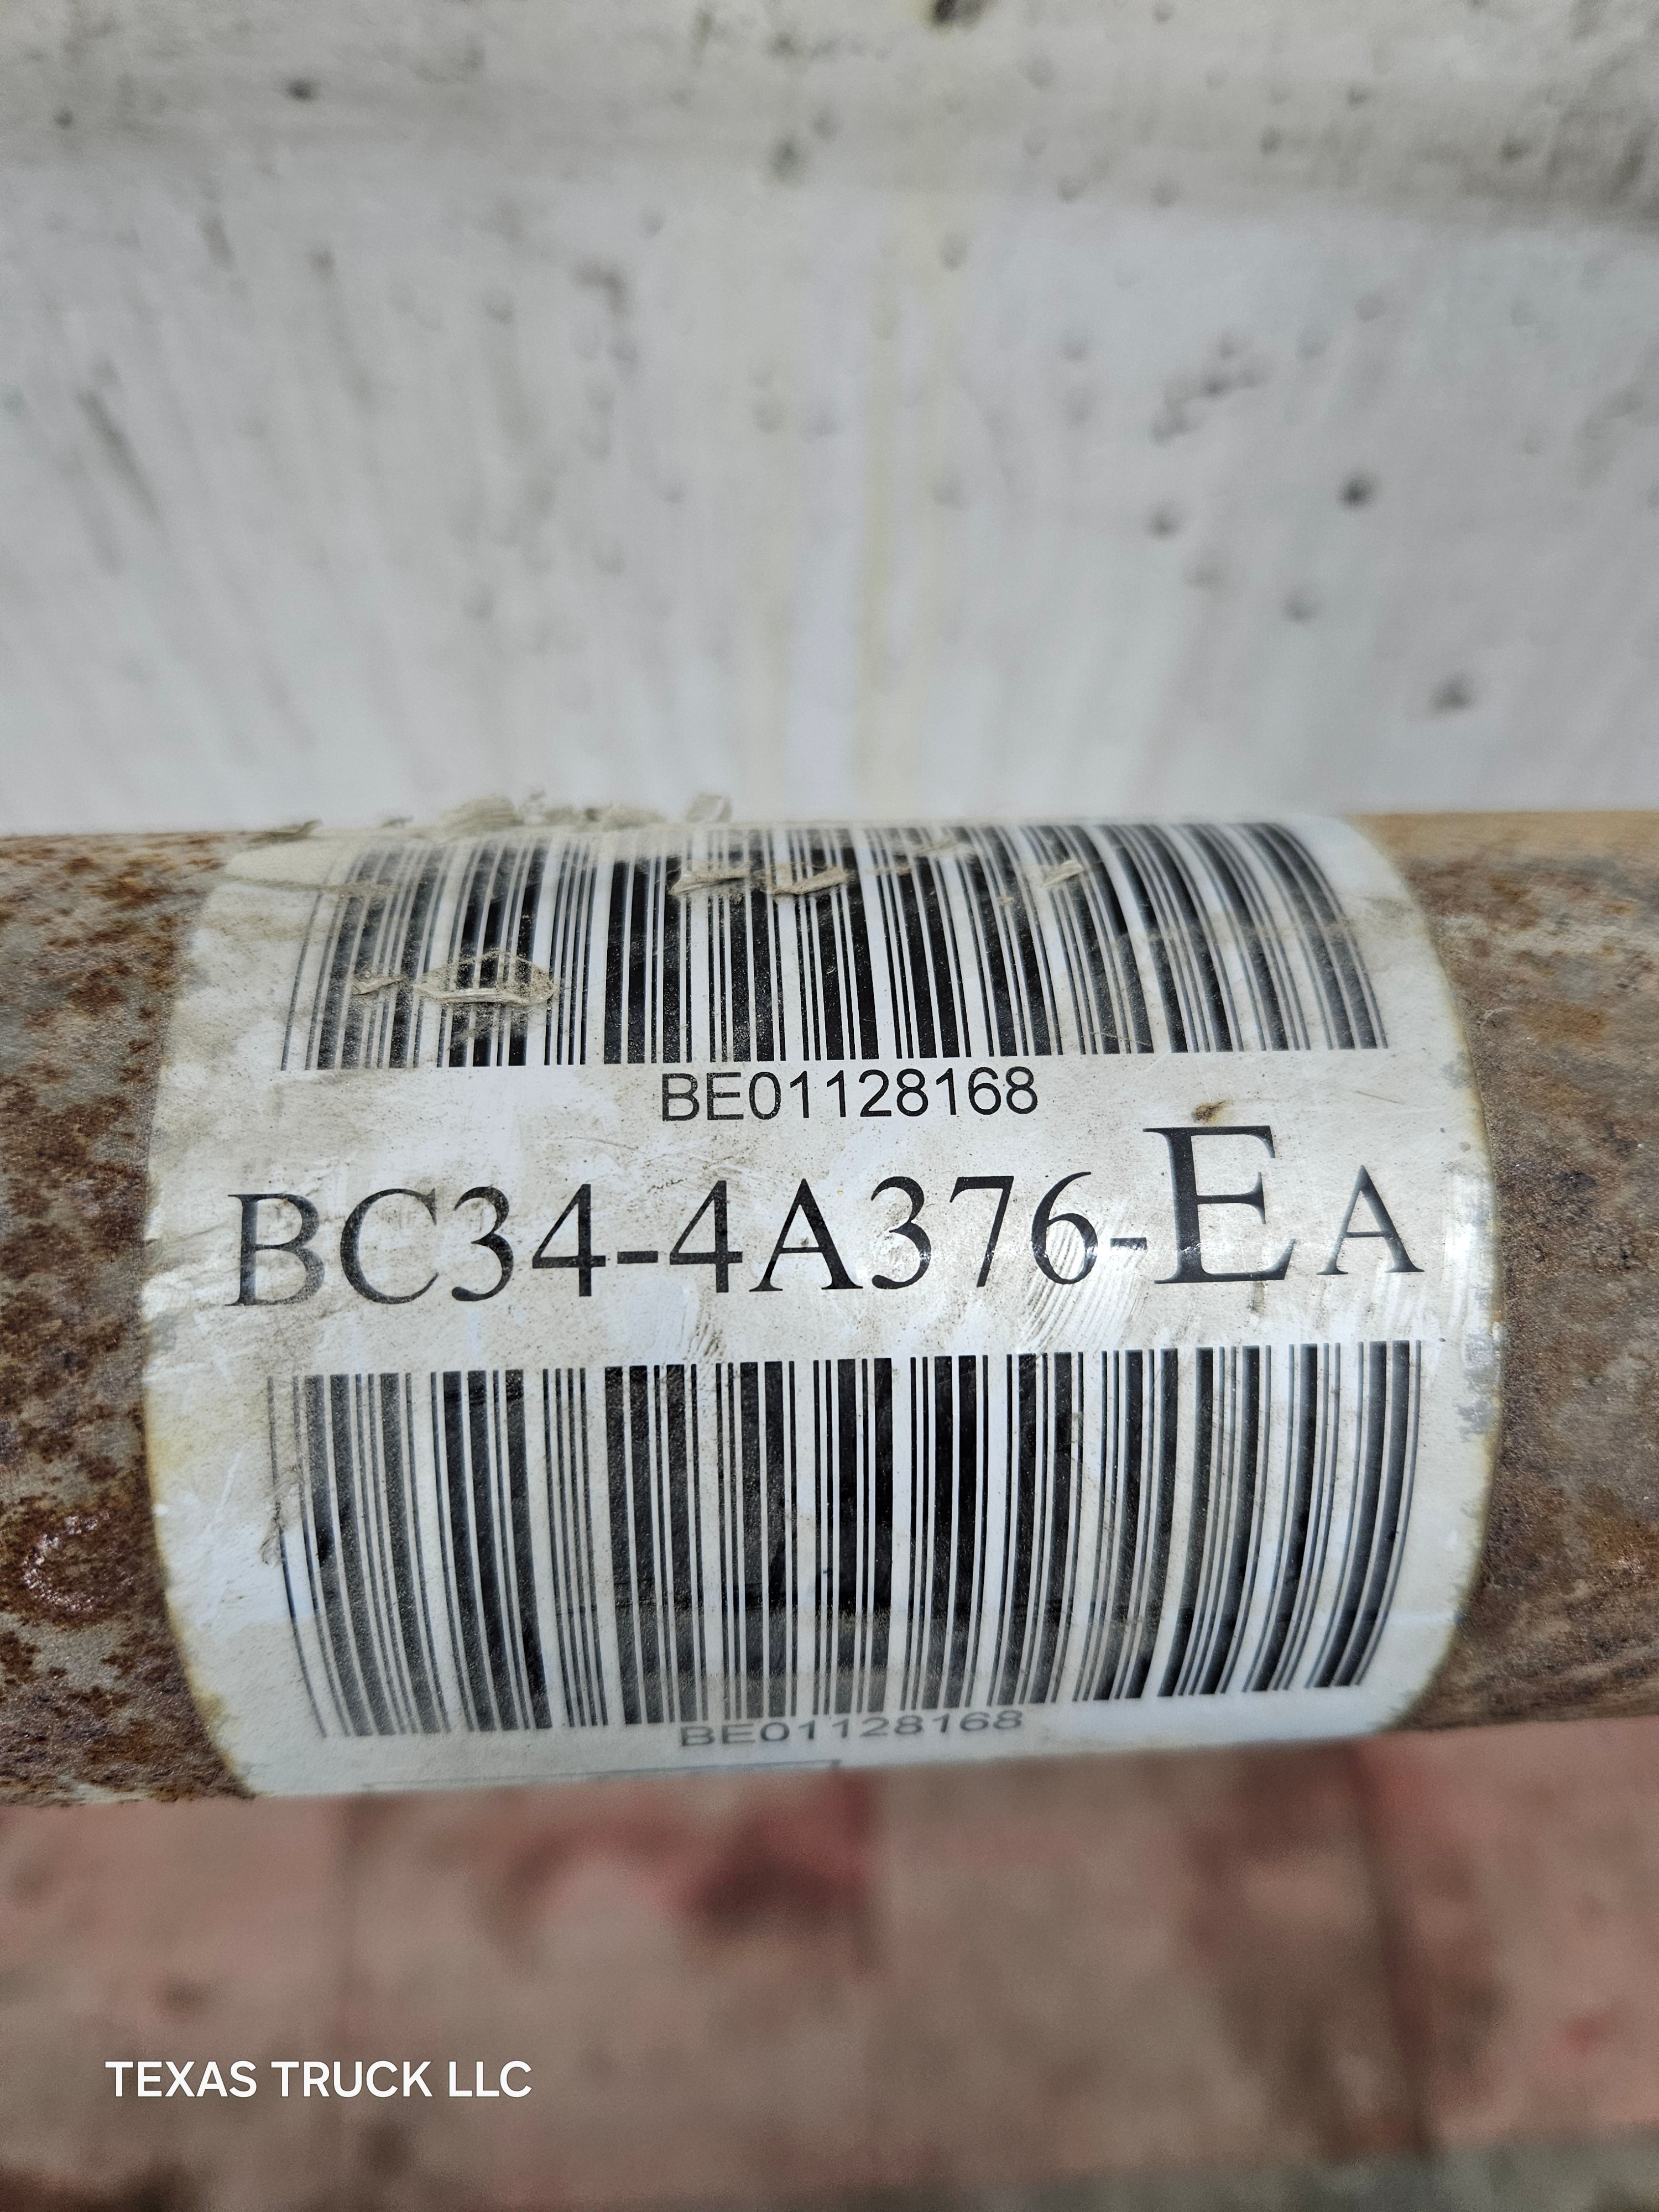 BE01128168
BC34-4A376-EA
BE01128168
TEXAS TRUCK LLC